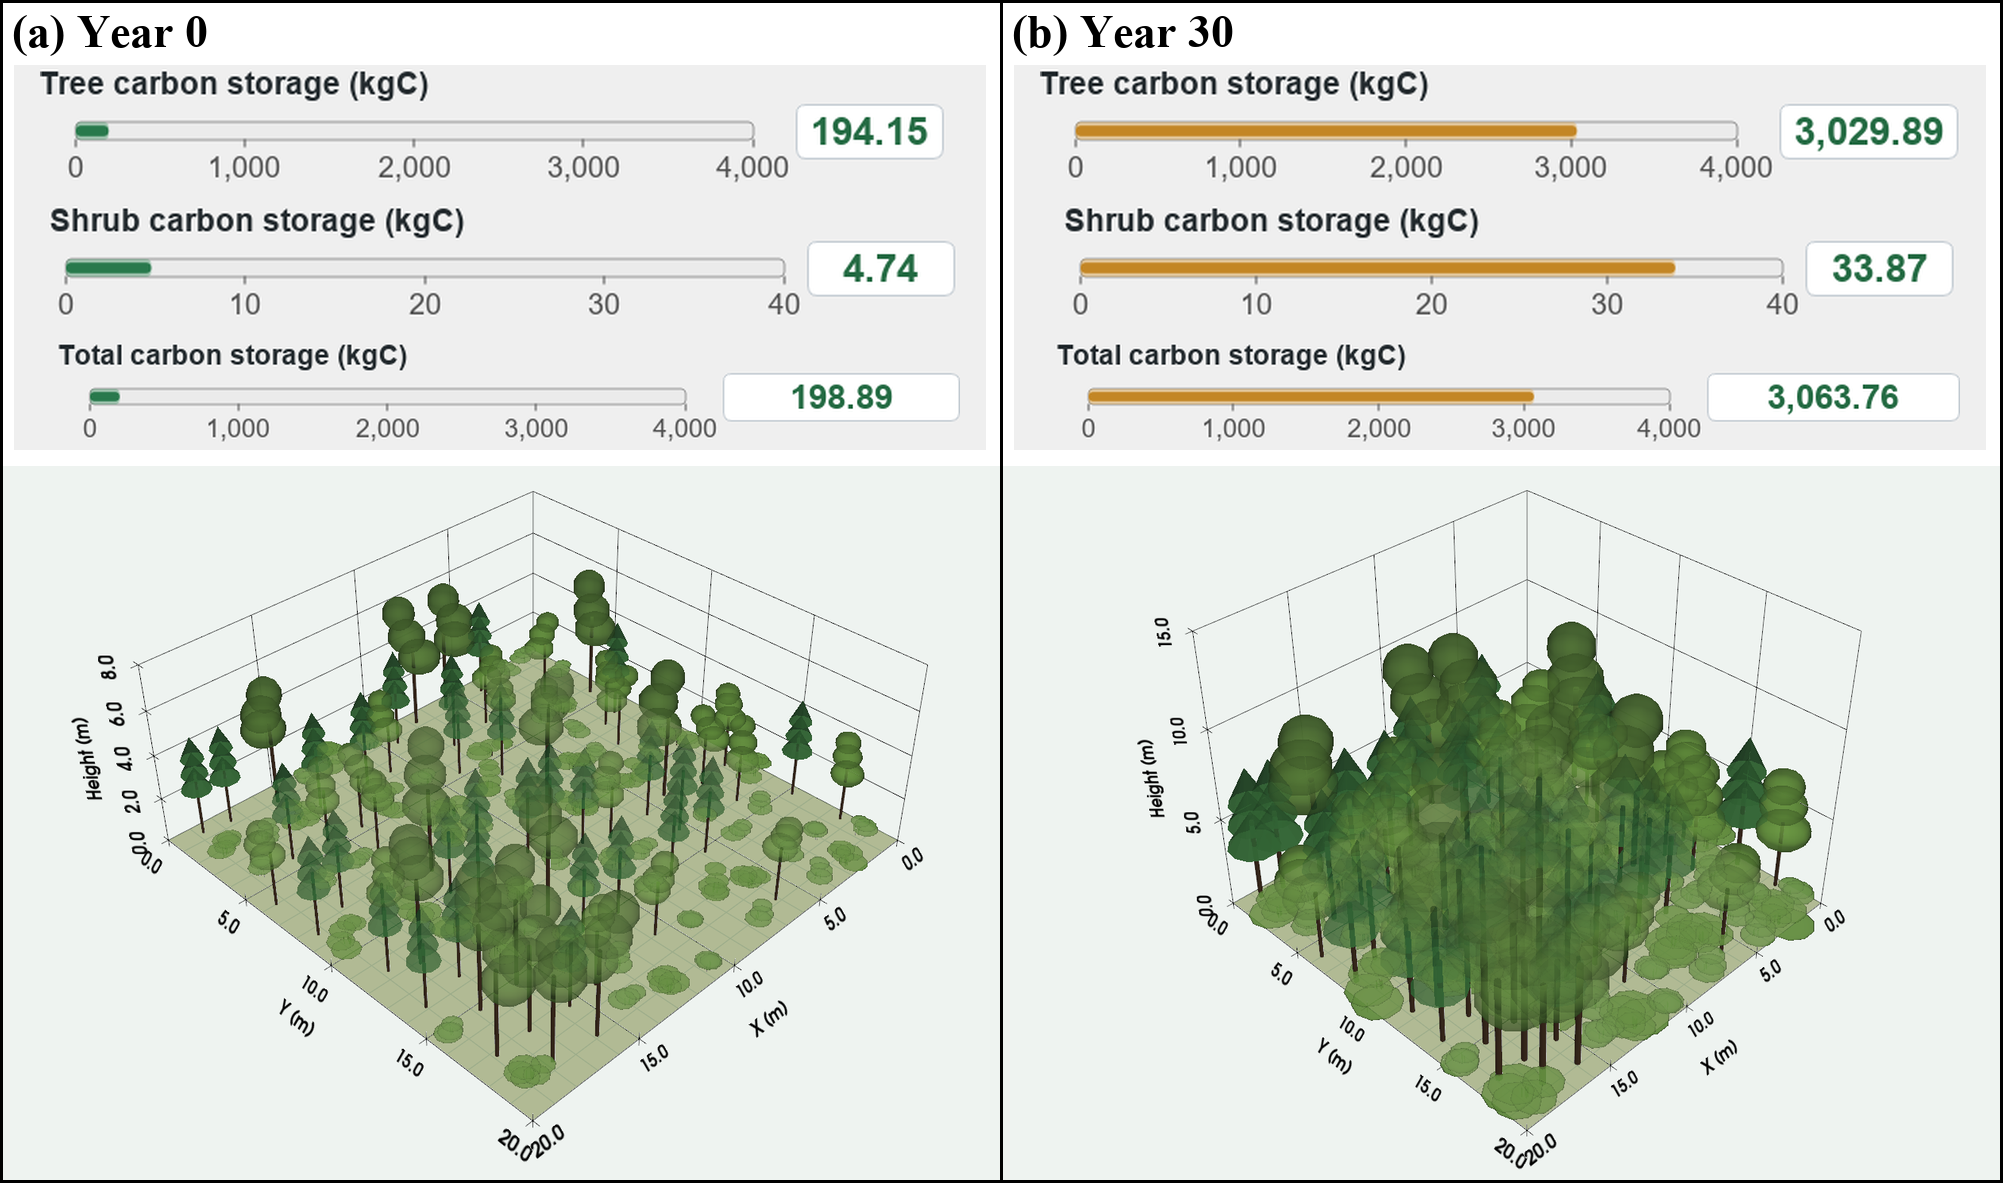 (a) Year 0
Tree carbon storage (kgC)
194.15
0 1,000 2,000 3,000 4,000
Shrub carbon storage (kgC)
4.74
0 10 20 30 40
Total carbon storage (kgC)
198.89
0 1,000 2,000 3,000 4,000
Height (m)
8.0
6.0
4.0
2.0
0.0
0.0
5.0
10.0
15.0
20.0
Y (m)
0.0
5.0
10.0
15.0
20.0
X (m)
(b) Year 30
Tree carbon storage (kgC)
3,029.89
0 1,000 2,000 3,000 4,000
Shrub carbon storage (kgC)
33.87
0 10 20 30 40
Total carbon storage (kgC)
3,063.76
0 1,000 2,000 3,000 4,000
Height (m)
15.0
10.0
5.0
0.0
0.0
5.0
10.0
15.0
20.0
Y (m)
0.0
5.0
10.0
15.0
20.0
X (m)